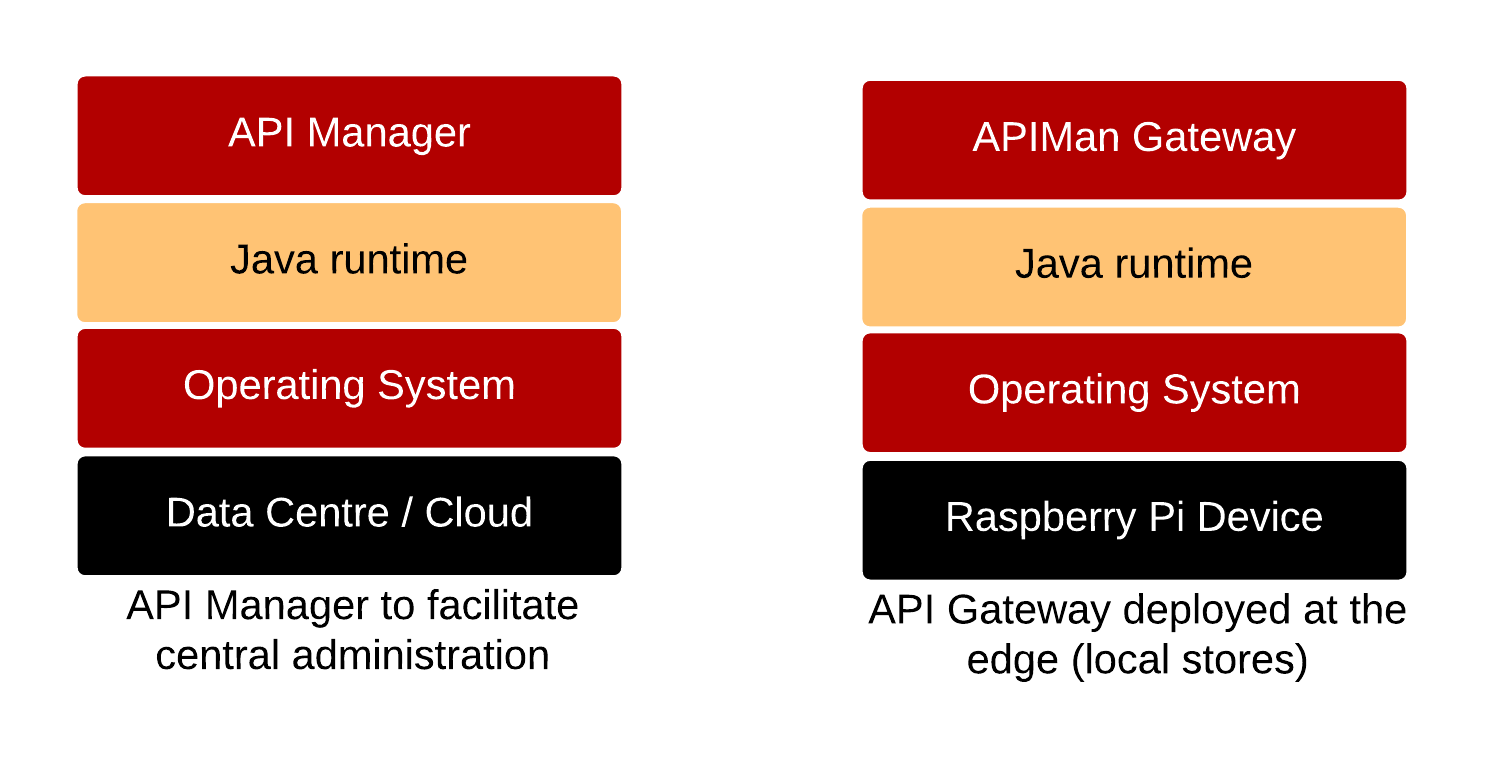 API Manager
Java runtime
Operating System
Data Centre / Cloud
API Manager to facilitate
central administration
APIMan Gateway
Java runtime
Operating System
Raspberry Pi Device
API Gateway deployed at the
edge (local stores)